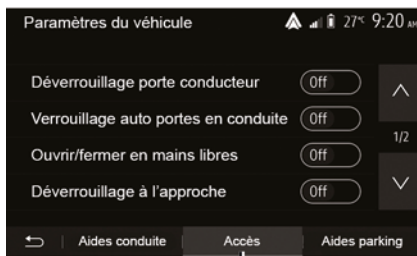 Paramètres du véhicule 27°C 9:20 AM
Déverrouillage porte conducteur Off
Verrouillage auto portes en conduite Off
1/2
Ouvrir/fermer en mains libres Off
Déverrouillage à l'approche Off
Aides conduite Accès Aides parking